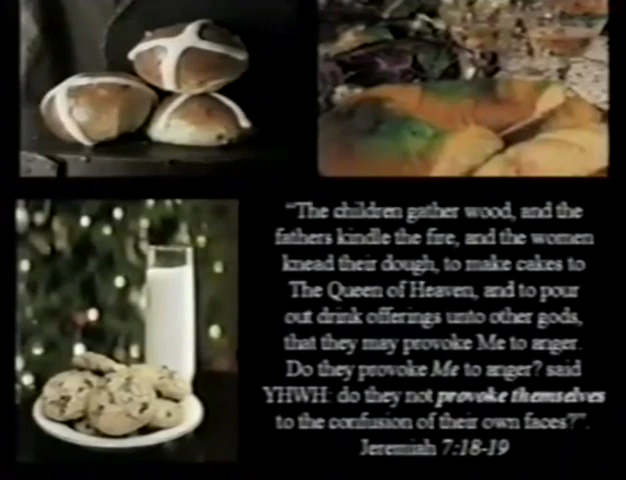 “The children gather wood, and the
fathers kindle the fire, and the women
knead their dough, to make cakes to
The Queen of Heaven, and to pour
out drink offerings unto other gods,
that they may provoke Me to anger.
Do they provoke Me to anger? said
YHWH: do they not provoke themselves
to the confusion of their own faces?”.
Jeremiah 7:18-19